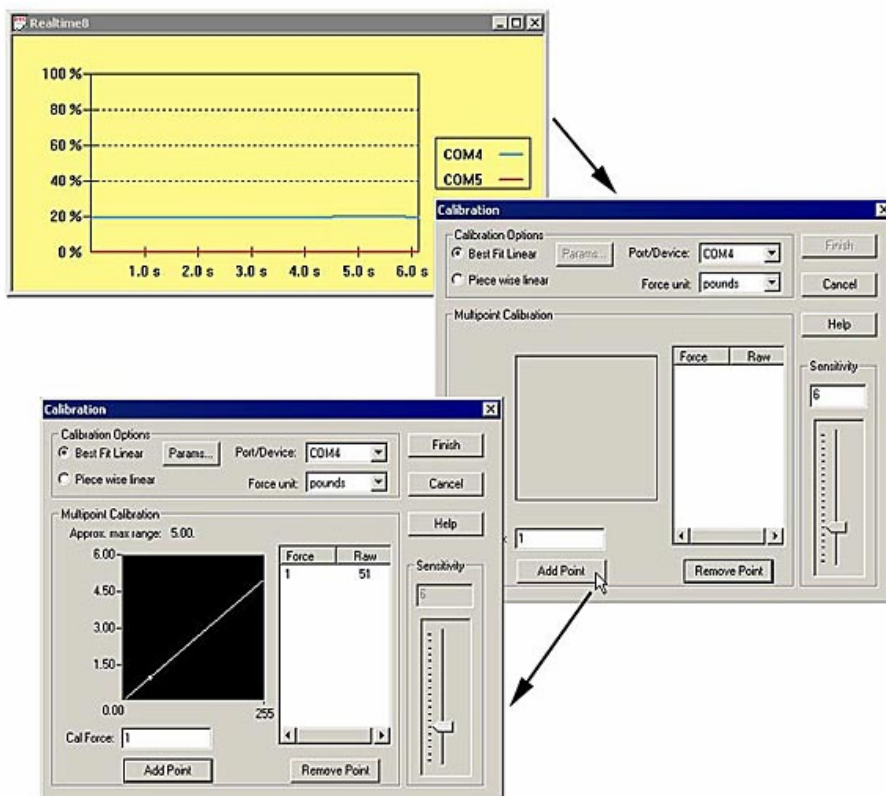 Realtime8
100 %
80 %
60 %
40 %
20 %
0 %
1.0 s 2.0 s 3.0 s 4.0 s 5.0 s 6.0 s
COM4
COM5
Calibration
Calibration Options
Best Fit Linear Params... Port/Device: COM4
Piece wise linear Force unit: pounds
Finish
Cancel
Help
Multipoint Calibration
Force Raw
Sensitivity
6
1
Add Point Remove Point
Calibration
Calibration Options
Best Fit Linear Params... Port/Device: COM4
Piece wise linear Force unit: pounds
Finish
Cancel
Help
Multipoint Calibration
Approx. max range: 5.00.
6.00
4.50
3.00
1.50
0.00 255
Force Raw
1 51
Sensitivity
6
Cal Force: 1
Add Point Remove Point